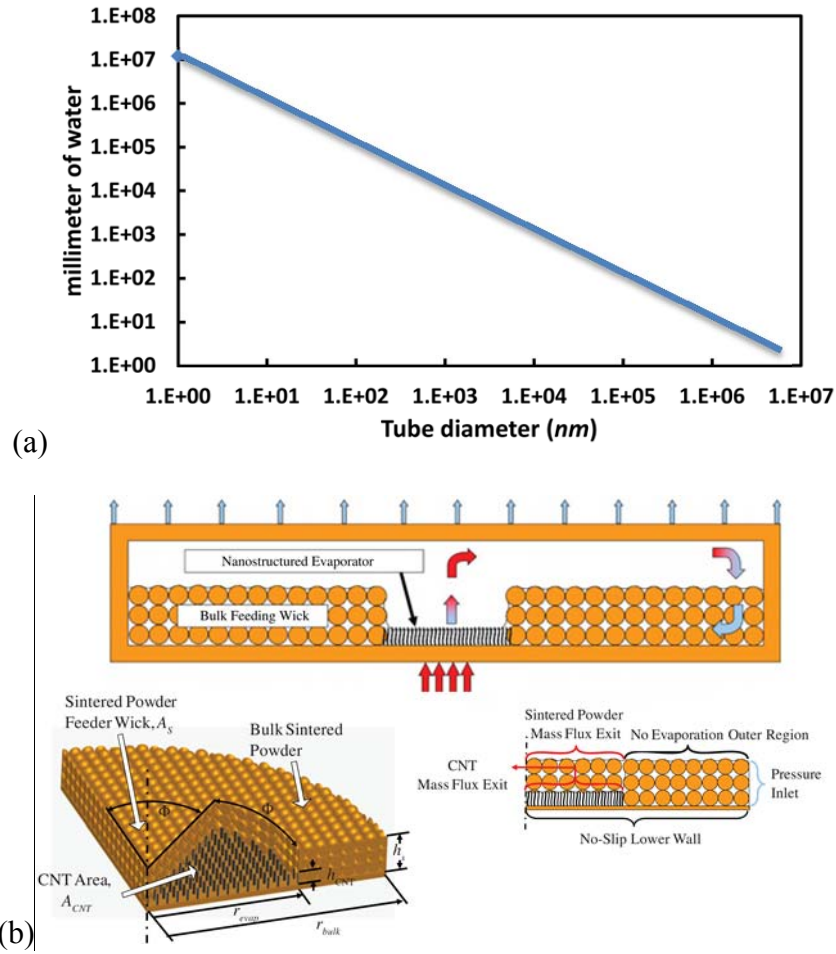 1.E+08
1.E+07
1.E+06
1.E+05
1.E+04
1.E+03
1.E+02
1.E+01
1.E+00
millimeter of water
1.E+00 1.E+01 1.E+02 1.E+03 1.E+04 1.E+05 1.E+06 1.E+07
Tube diameter (nm)
(a)
Nanostructured Evaporator
Bulk Feeding Wick
Sintered Powder
Feeder Wick, A_S
Bulk Sintered
Powder
Φ
Φ
CNT Area,
A_CNT
h_CNT
r_evap
r_bulk
Sintered Powder
Mass Flux Exit
No Evaporation Outer Region
CNT
Mass Flux Exit
Pressure
Inlet
No-Slip Lower Wall
(b)